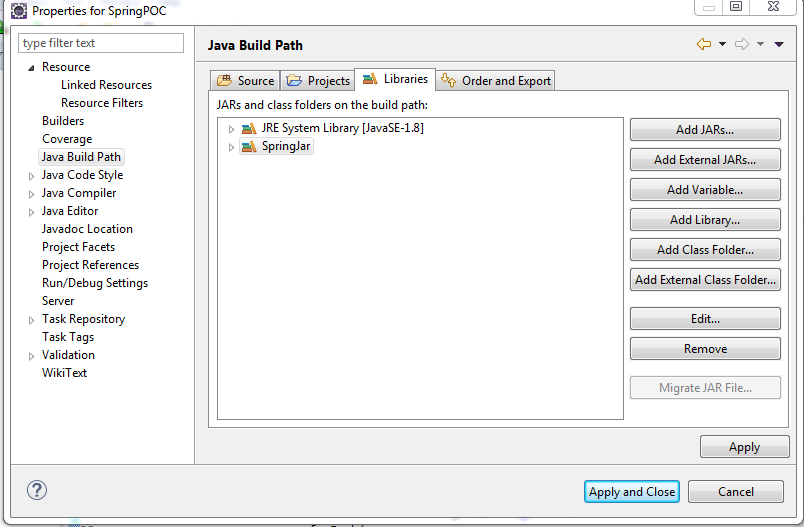 Properties for SpringPOC
type filter text
Resource
Linked Resources
Resource Filters
Builders
Coverage
Java Build Path
Java Code Style
Java Compiler
Java Editor
Javadoc Location
Project Facets
Project References
Run/Debug Settings
Server
Task Repository
Task Tags
Validation
WikiText
Java Build Path
Source Projects Libraries Order and Export
JARs and class folders on the build path:
JRE System Library [JavaSE-1.8]
SpringJar
Add JARs...
Add External JARs...
Add Variable...
Add Library...
Add Class Folder...
Add External Class Folder...
Edit...
Remove
Migrate JAR File...
Apply
?
Apply and Close Cancel